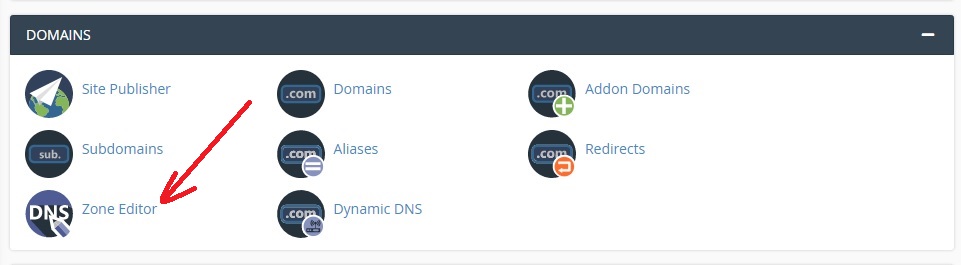 DOMAINS
Site Publisher
.com Domains
.com Addon Domains
sub. Subdomains
.com Aliases
.com Redirects
DNS Zone Editor
.com Dynamic DNS